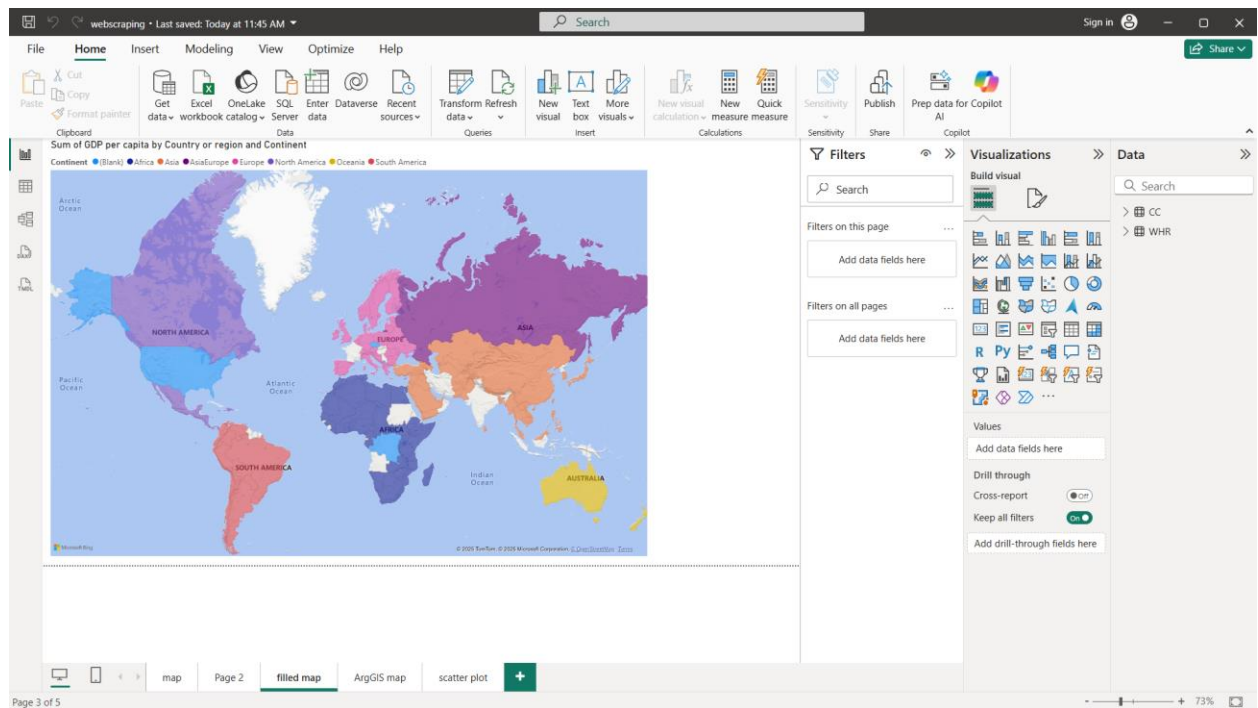 webscraping • Last saved: Today at 11:45 AM
Search
Sign in
File Home Insert Modeling View Optimize Help
Share
Paste
Cut
Copy
Format painter
Clipboard
Get data
Excel workbook
OneLake catalog
SQL Server
Enter data
Dataverse
Recent sources
Data
Transform data
Refresh
Queries
New visual
Text box
More visuals
Insert
New visual calculation
New measure
Quick measure
Calculations
Sensitivity
Sensitivity
Publish
Share
Prep data for AI
Copilot
Copilot
Sum of GDP per capita by Country or region and Continent
Continent (Blank) Africa Asia AsiaEurope Europe North America Oceania South America
Arctic
Ocean
NORTH AMERICA
EUROPE
ASIA
Pacific
Ocean
Atlantic
Ocean
AFRICA
SOUTH AMERICA
Indian
Ocean
AUSTRALIA
Microsoft Bing
© 2025 TomTom, © 2025 Microsoft Corporation, © OpenStreetMap Terms
Filters
Search
Filters on this page ...
Add data fields here
Filters on all pages ...
Add data fields here
Visualizations
Build visual
R Py
123
...
Values
Add data fields here
Drill through
Cross-report Off
Keep all filters On
Add drill-through fields here
Data
Search
CC
WHR
TMDL
map Page 2 filled map ArgGIS map scatter plot +
Page 3 of 5
- + 73%